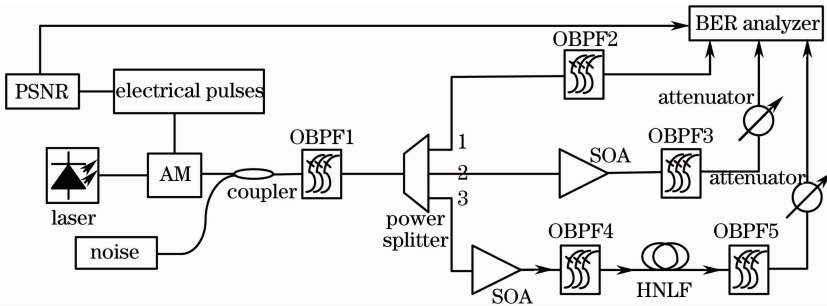 BER analyzer
OBPF2
PSNR
electrical pulses
attenuator
OBPF1
1
OBPF3
SOA
AM
2
attenuator
coupler
3
laser
power
splitter
OBPF4
OBPF5
noise
SOA
HNLF